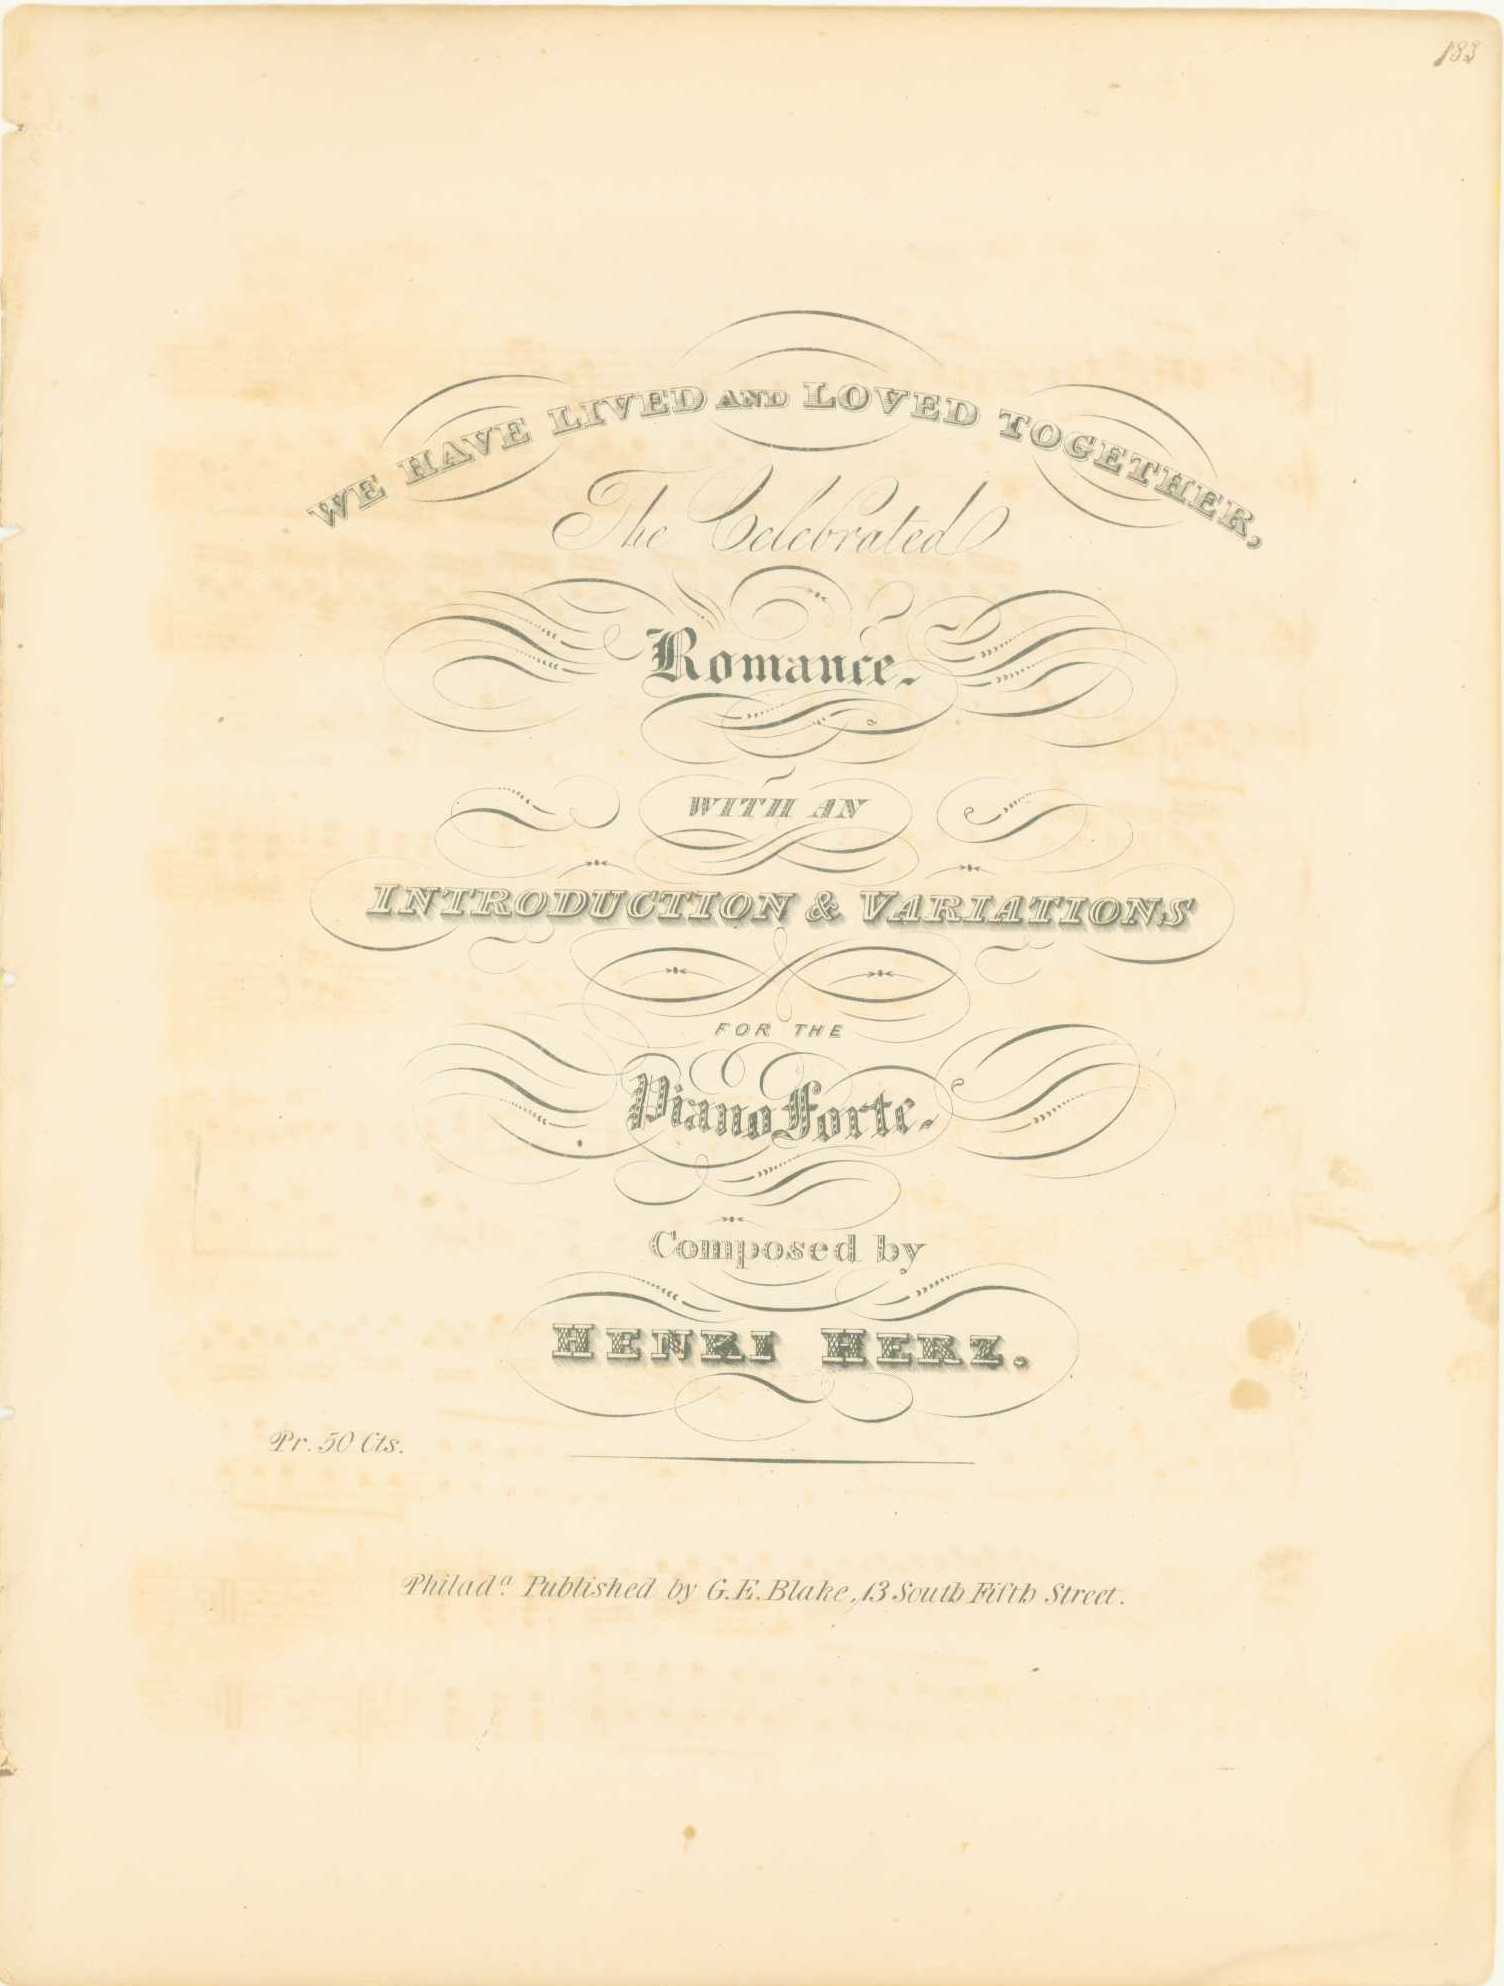 183
WE HAVE LIVED AND LOVED TOGETHER,
The Celebrated
Romance.
WITH AN
INTRODUCTION & VARIATIONS
FOR THE
Piano Forte.
Composed by
HENRI HERZ.
Pr. 50 Cts.
Philadª. Published by G. E. Blake, 13 South Fifth Street.